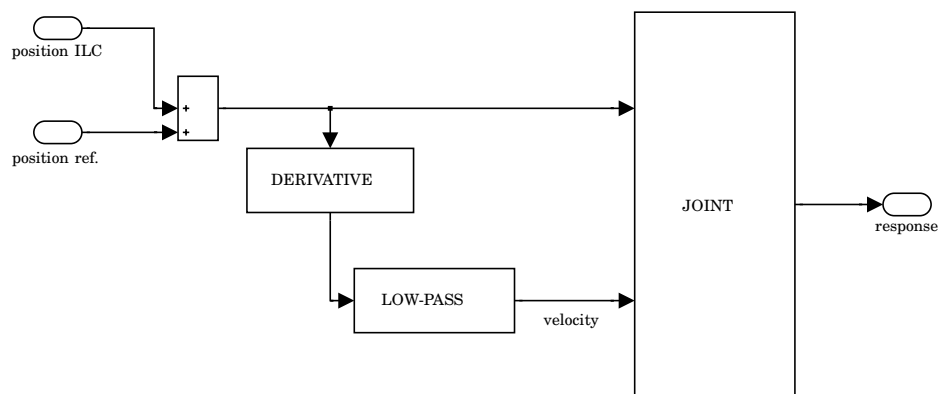 position ILC
+
+
position ref.
DERIVATIVE
JOINT
response
LOW-PASS
velocity